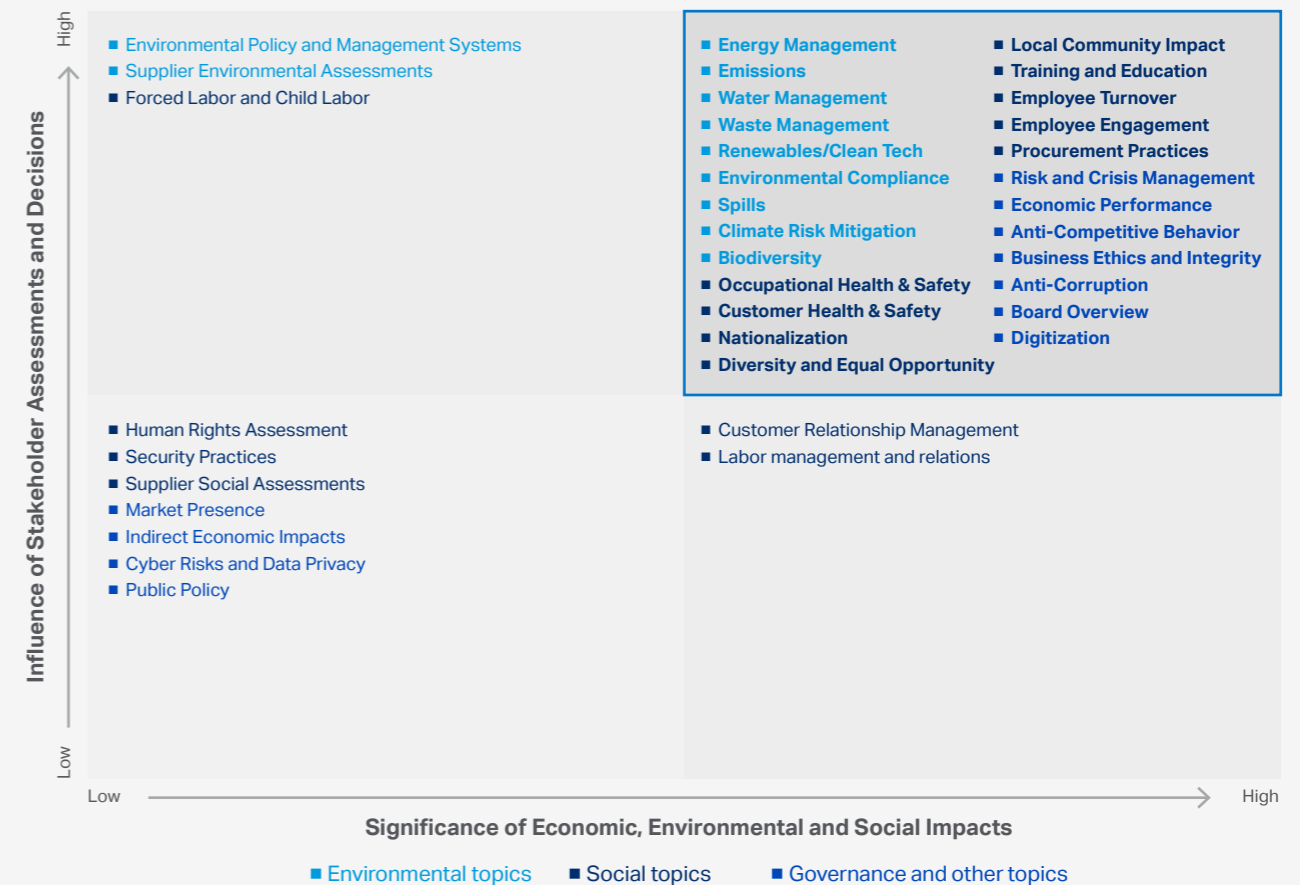 High
Influence of Stakeholder Assessments and Decisions
Low
Environmental Policy and Management Systems
Supplier Environmental Assessments
Forced Labor and Child Labor
Energy Management
Emissions
Water Management
Waste Management
Renewables/Clean Tech
Environmental Compliance
Spills
Climate Risk Mitigation
Biodiversity
Occupational Health & Safety
Customer Health & Safety
Nationalization
Diversity and Equal Opportunity
Local Community Impact
Training and Education
Employee Turnover
Employee Engagement
Procurement Practices
Risk and Crisis Management
Economic Performance
Anti-Competitive Behavior
Business Ethics and Integrity
Anti-Corruption
Board Overview
Digitization
Human Rights Assessment
Security Practices
Supplier Social Assessments
Market Presence
Indirect Economic Impacts
Cyber Risks and Data Privacy
Public Policy
Customer Relationship Management
Labor management and relations
Low
High
Significance of Economic, Environmental and Social Impacts
Environmental topics
Social topics
Governance and other topics